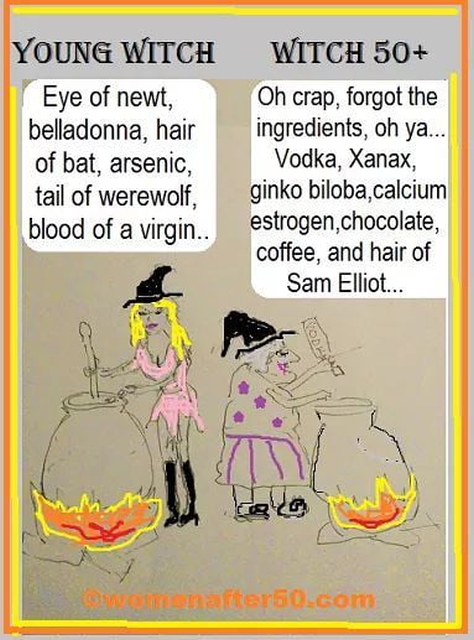 YOUNG WITCH
WITCH 50+
Eye of newt,
belladonna, hair
of bat, arsenic,
tail of werewolf,
blood of a virgin..
Oh crap, forgot the
ingredients, oh ya...
Vodka, Xanax,
ginko biloba,calcium
estrogen,chocolate,
coffee, and hair of
Sam Elliot...
©womenafter50.com